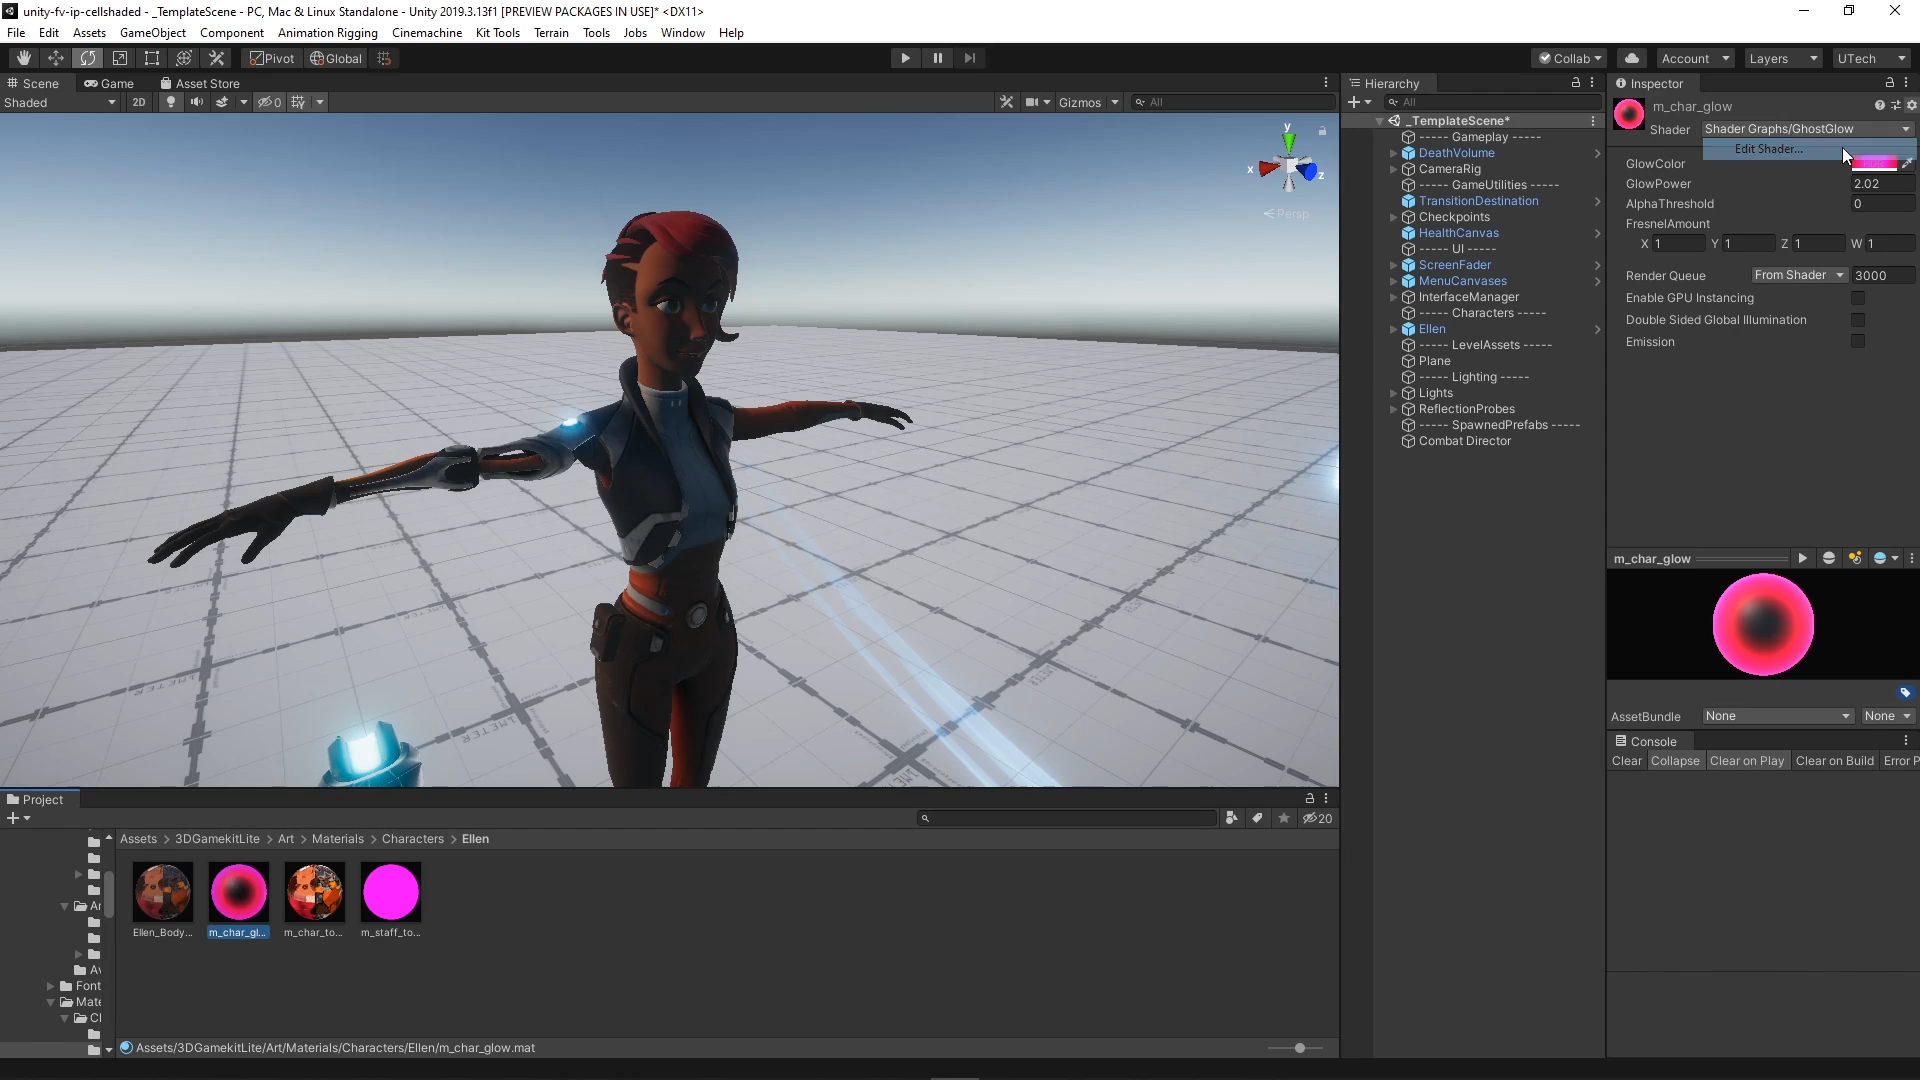 unity-fv-ip-cellshaded - _TemplateScene - PC, Mac & Linux Standalone - Unity 2019.3.13f1 [PREVIEW PACKAGES IN USE]* <DX11>
File Edit Assets GameObject Component Animation Rigging Cinemachine Kit Tools Terrain Tools Jobs Window Help
Pivot Global Collab Account Layers UTech
Scene Game Asset Store
Shaded 2D 0 Gizmos All
y
x
z
Persp
METER
Hierarchy
All
_TemplateScene*
----- Gameplay -----
DeathVolume
CameraRig
----- GameUtilities -----
TransitionDestination
Checkpoints
HealthCanvas
----- UI -----
ScreenFader
MenuCanvases
InterfaceManager
----- Characters -----
Ellen
----- LevelAssets -----
Plane
----- Lighting -----
Lights
ReflectionProbes
----- SpawnedPrefabs -----
Combat Director
Inspector
m_char_glow
Shader Shader Graphs/GhostGlow
Edit Shader...
GlowColor
GlowPower 2.02
AlphaThreshold 0
FresnelAmount
X 1 Y 1 Z 1 W 1
Render Queue From Shader 3000
Enable GPU Instancing
Double Sided Global Illumination
Emission
m_char_glow
AssetBundle None None
Console
Clear Collapse Clear on Play Clear on Build Error P
Project
20
Assets > 3DGamekitLite > Art > Materials > Characters > Ellen
Ellen_Body... m_char_gl... m_char_to... m_staff_to...
Ar
Av
Font
Mate
Cl
Assets/3DGamekitLite/Art/Materials/Characters/Ellen/m_char_glow.mat